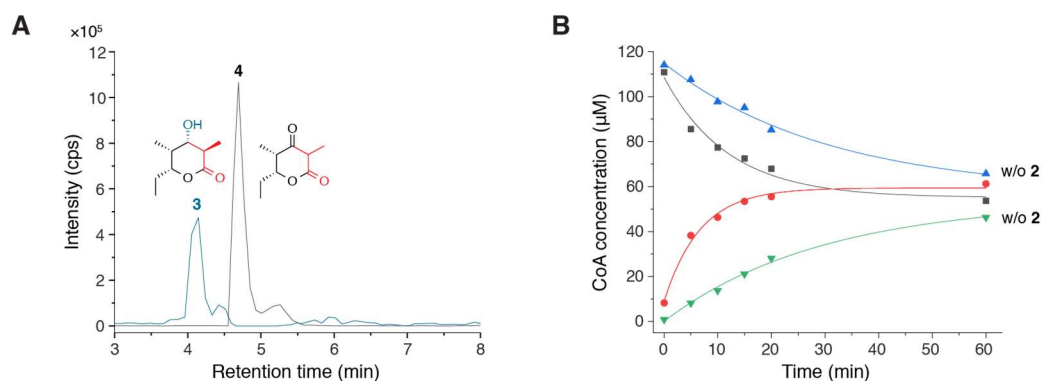 A
×10⁵
12
10
8
6
4
2
0
Intensity (cps)
3
4
5
6
7
8
Retention time (min)
4
3
OH
O
O
O
O
O
B
120
100
80
60
40
20
0
CoA concentration (µM)
0
10
20
30
40
50
60
Time (min)
w/o 2
w/o 2